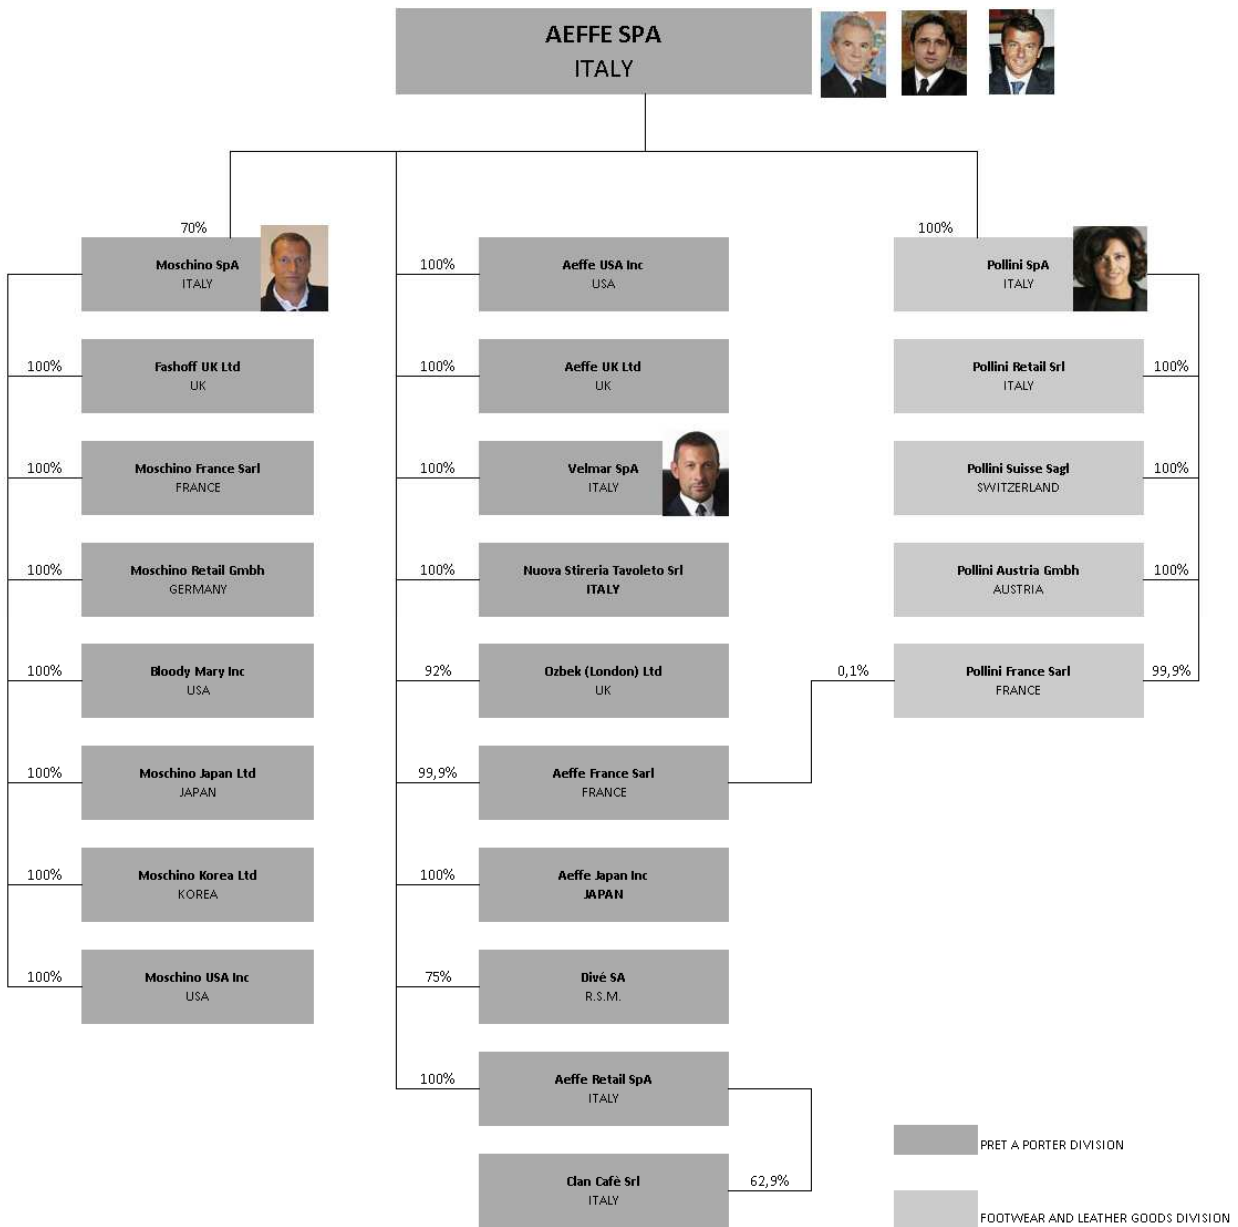 AEFFE SPA
ITALY
70%
Moschino SpA
ITALY
100%
Fashoff UK Ltd
UK
100%
Moschino France Sarl
FRANCE
100%
Moschino Retail Gmbh
GERMANY
100%
Bloody Mary Inc
USA
100%
Moschino Japan Ltd
JAPAN
100%
Moschino Korea Ltd
KOREA
100%
Moschino USA Inc
USA
100%
Aeffe USA Inc
USA
100%
Aeffe UK Ltd
UK
100%
Velmar SpA
ITALY
100%
Nuova Stireria Tavoleto Srl
ITALY
92%
Ozbek (London) Ltd
UK
99,9%
Aeffe France Sarl
FRANCE
100%
Aeffe Japan Inc
JAPAN
75%
Divé SA
R.S.M.
100%
Aeffe Retail SpA
ITALY
Clan Cafè Srl
ITALY
62,9%
100%
Pollini SpA
ITALY
Pollini Retail Srl
ITALY
100%
Pollini Suisse Sagl
SWITZERLAND
100%
Pollini Austria Gmbh
AUSTRIA
100%
0,1%
Pollini France Sarl
FRANCE
99,9%
PRET A PORTER DIVISION
FOOTWEAR AND LEATHER GOODS DIVISION